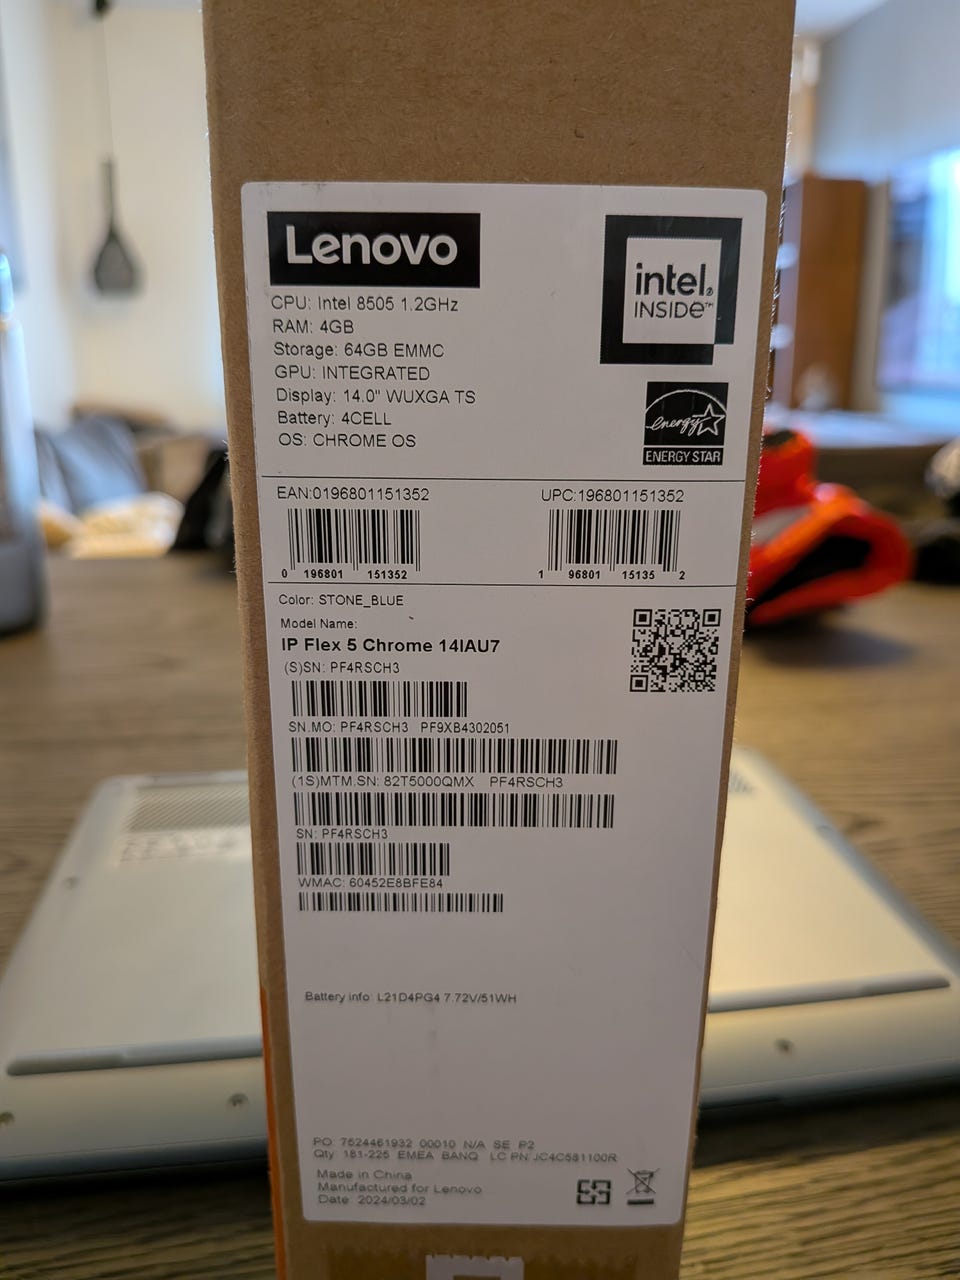 Lenovo
intel.
INSIDE™
CPU: Intel 8505 1.2GHz
RAM: 4GB
Storage: 64GB EMMC
GPU: INTEGRATED
Display: 14.0" WUXGA TS
Battery: 4CELL
OS: CHROME OS
energy
ENERGY STAR
EAN:0196801151352
UPC:196801151352
0 196801 151352
1 96801 15135 2
Color: STONE_BLUE
Model Name:
IP Flex 5 Chrome 14IAU7
(S)SN: PF4RSCH3
SN.MO: PF4RSCH3 PF9XB4302051
(1S)MTM.SN: 82T5000QMX PF4RSCH3
SN: PF4RSCH3
WMAC: 60452E8BFE84
Battery info: L21D4PG4 7.72V/51WH
PO: 7524461932 00010 N/A SE P2
Qty 181-225 EMEA BANQ LC PN:JC4C581100R
Made in China
Manufactured for Lenovo
Date: 2024/03/02